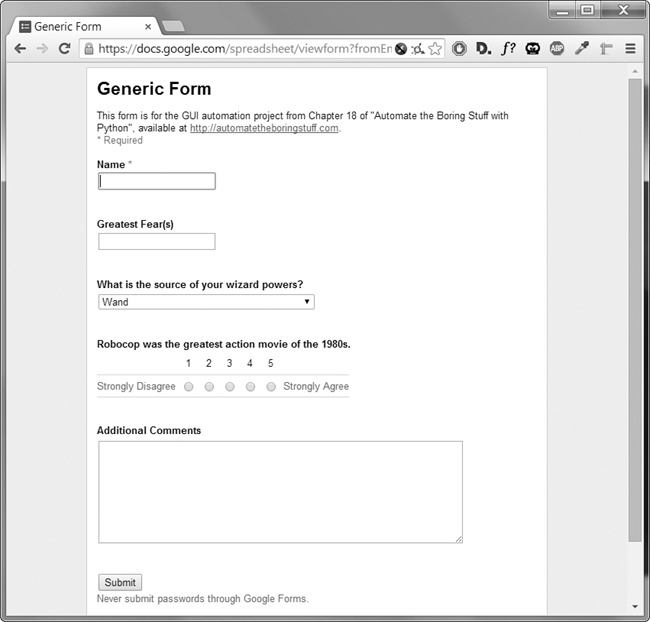 Generic Form
https://docs.google.com/spreadsheet/viewform?fromEn
D.
f?
ABP
Generic Form
This form is for the GUI automation project from Chapter 18 of "Automate the Boring Stuff with
Python", available at http://automatetheboringstuff.com.
* Required
Name *
Greatest Fear(s)
What is the source of your wizard powers?
Wand
Robocop was the greatest action movie of the 1980s.
1 2 3 4 5
Strongly Disagree Strongly Agree
Additional Comments
Submit
Never submit passwords through Google Forms.